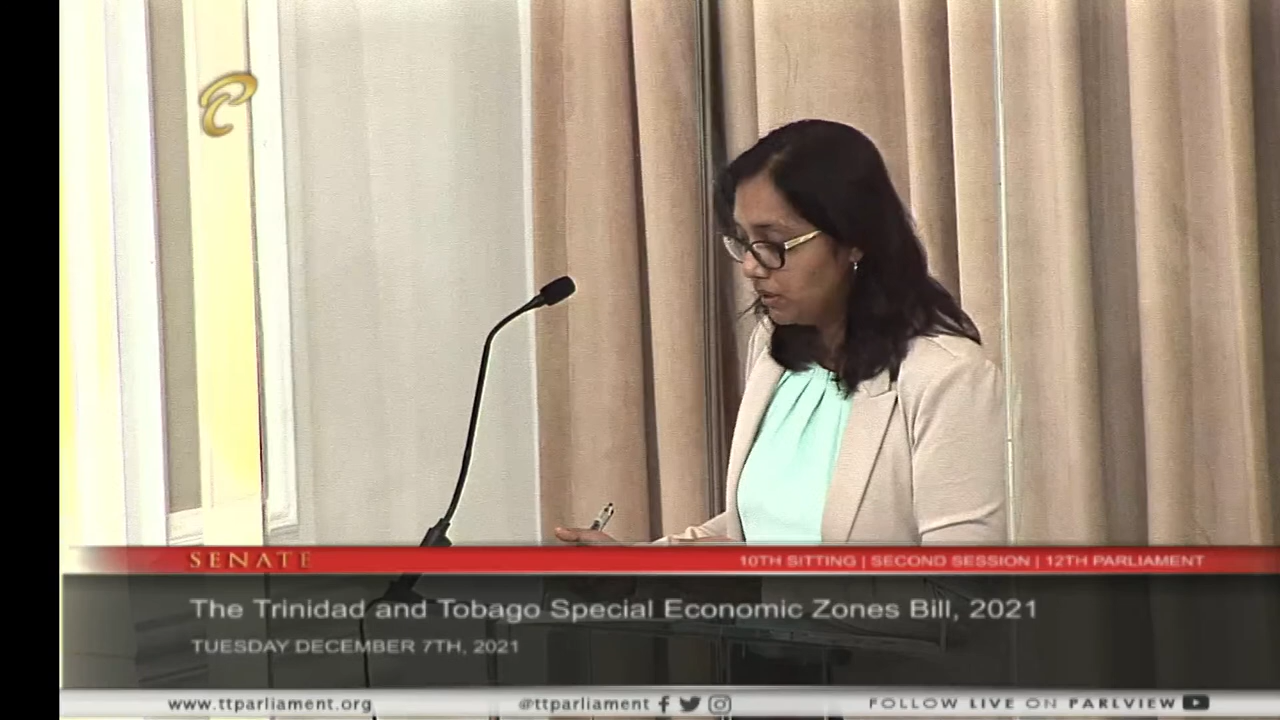 SENATE
10TH SITTING | SECOND SESSION | 12TH PARLIAMENT
The Trinidad and Tobago Special Economic Zones Bill, 2021
TUESDAY DECEMBER 7TH, 2021
www.ttparliament.org
@ttparliament
FOLLOW LIVE ON PARLVIEW